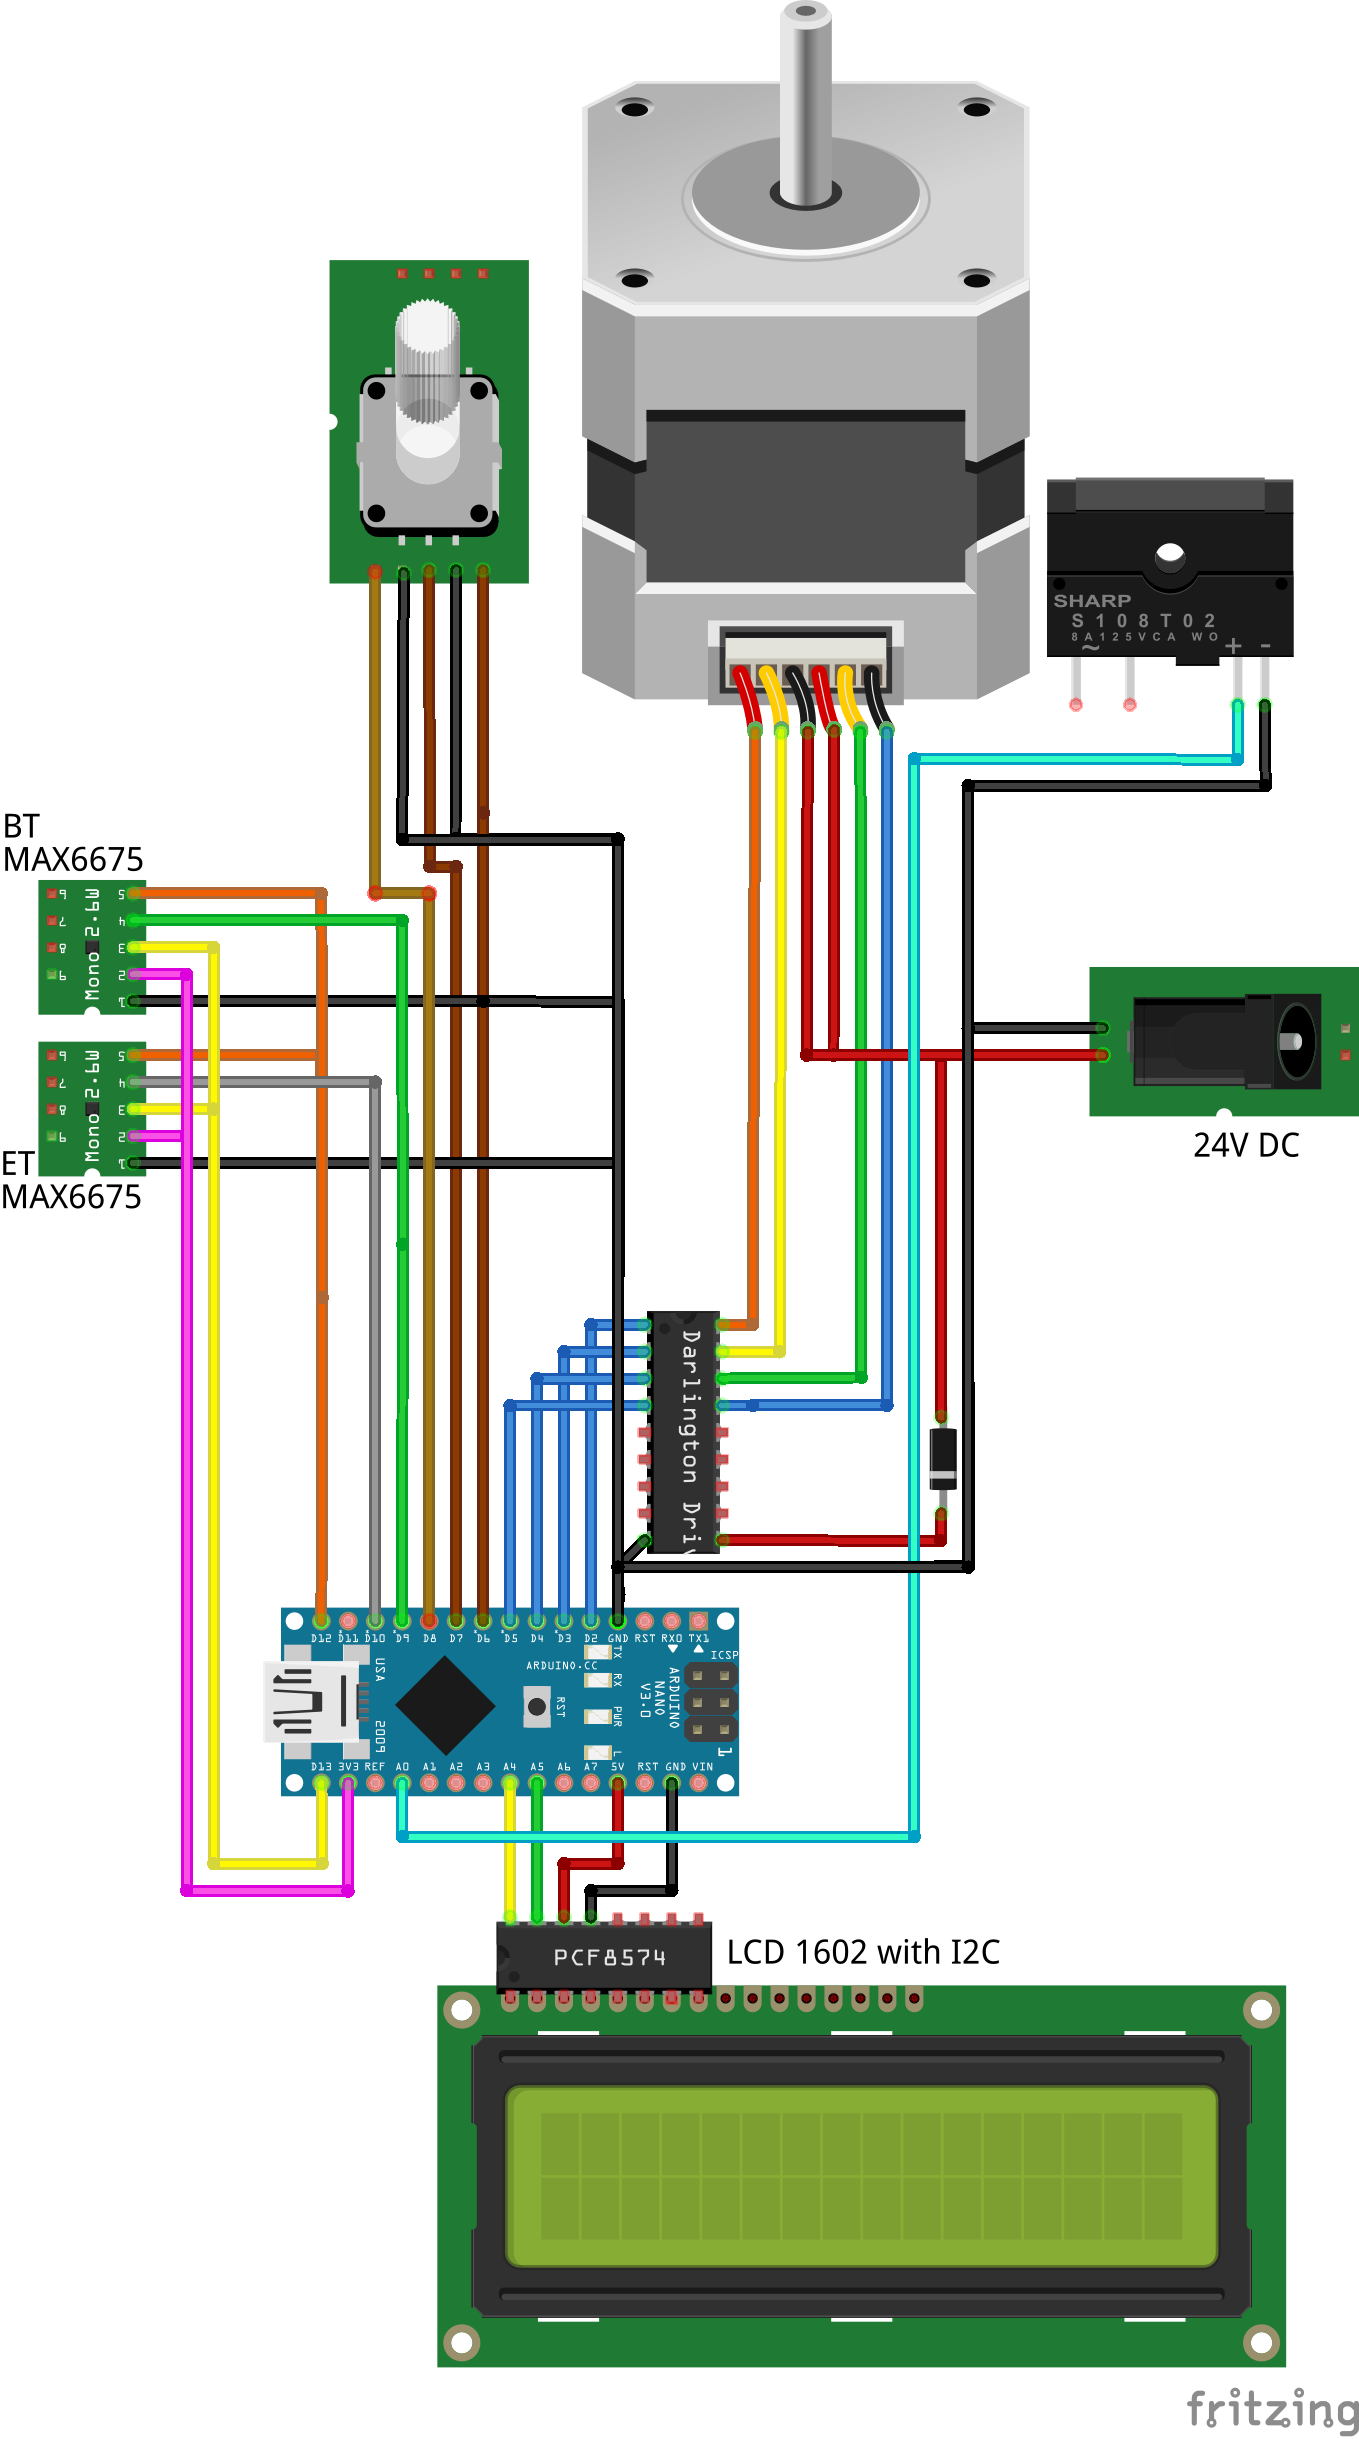 SHARP
S 1 0 8 T 0 2
8 A 1 2 5 V C A W O
~
+ -
BT
MAX6675
6 5
7 4
8 3
9 2
1
Mono 2.6W
6 5
7 4
8 3
9 2
1
Mono 2.6W
ET
MAX6675
24V DC
Darlington Driv
D12 D11 D10 D9 D8 D7 D6 D5 D4 D3 D2 GND RST RX0 TX1
ARDUINO.CC
TX
RX
PWR
L
RST
ICSP
1
ARDUINO
NANO
V3.0
USA
2009
D13 3V3 REF A0 A1 A2 A3 A4 A5 A6 A7 5V RST GND VIN
PCF8574
LCD 1602 with I2C
fritzing